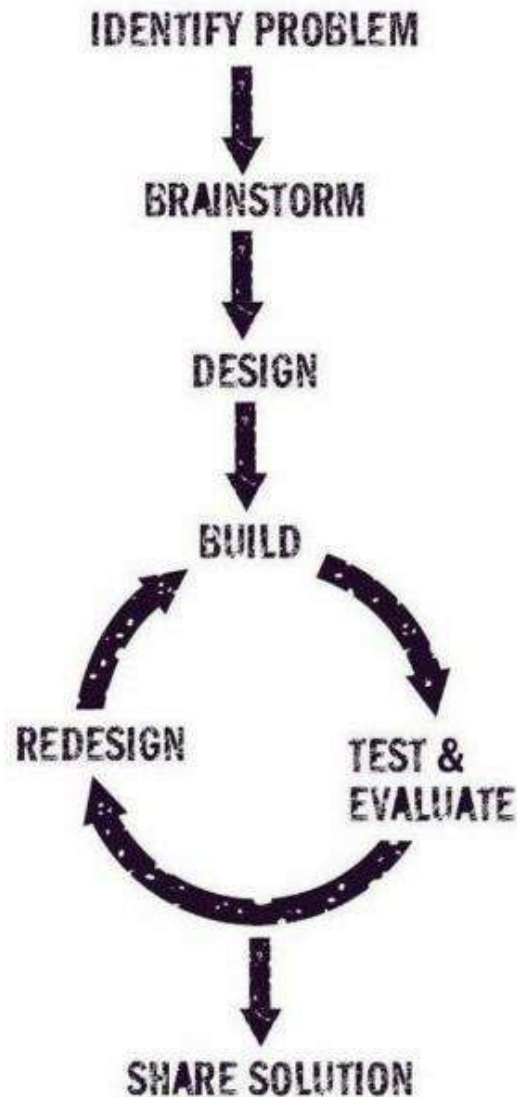 IDENTIFY PROBLEM
BRAINSTORM
DESIGN
BUILD
REDESIGN
TEST &
EVALUATE
SHARE SOLUTION